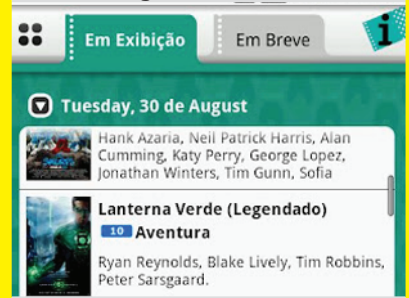 Em Exibição
Em Breve
i
Tuesday, 30 de August
Hank Azaria, Neil Patrick Harris, Alan
Cumming, Katy Perry, George Lopez,
Jonathan Winters, Tim Gunn, Sofia
Lanterna Verde (Legendado)
10 Aventura
Ryan Reynolds, Blake Lively, Tim Robbins,
Peter Sarsgaard.